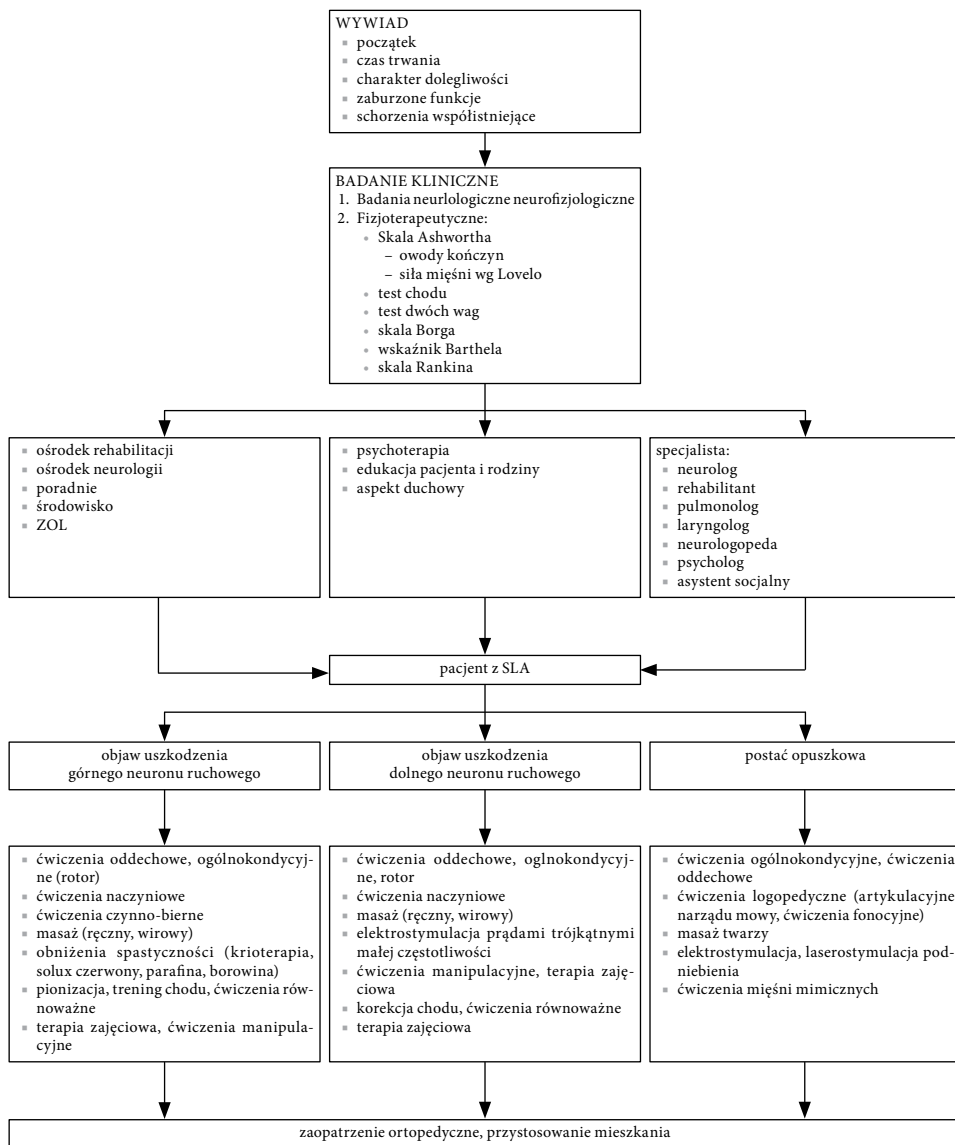 WYWIAD
początek
czas trwania
charakter dolegliwości
zaburzone funkcje
schorzenia współistniejące
BADANIE KLINICZNE
1. Badania neurlologiczne neurofizjologiczne
2. Fizjoterapeutyczne:
Skala Ashwortha
– owody kończyn
– siła mięśni wg Lovelo
test chodu
test dwóch wag
skala Borga
wskaźnik Barthela
skala Rankina
ośrodek rehabilitacji
ośrodek neurologii
poradnie
środowisko
ZOL
psychoterapia
edukacja pacjenta i rodziny
aspekt duchowy
specjalista:
neurolog
rehabilitant
pulmonolog
laryngolog
neurologopeda
psycholog
asystent socjalny
pacjent z SLA
objaw uszkodzenia
górnego neuronu ruchowego
objaw uszkodzenia
dolnego neuronu ruchowego
postać opuszkowa
ćwiczenia oddechowe, ogólnokondycyj-
ne (rotor)
ćwiczenia naczyniowe
ćwiczenia czynno-bierne
masaż (ręczny, wirowy)
obniżenia spastyczności (krioterapia,
solux czerwony, parafina, borowina)
pionizacja, trening chodu, ćwiczenia rów-
noważne
terapia zajęciowa, ćwiczenia manipula-
cyjne
ćwiczenia oddechowe, oglnokondycyj-
ne, rotor
ćwiczenia naczyniowe
masaż (ręczny, wirowy)
elektrostymulacja prądami trójkątnymi
małej częstotliwości
ćwiczenia manipulacyjne, terapia zaję-
ciowa
korekcja chodu, ćwiczenia równoważne
terapia zajęciowa
ćwiczenia ogólnokondycyjne, ćwiczenia
oddechowe
ćwiczenia logopedyczne (artykulacyjne
narządu mowy, ćwiczenia fonocyjne)
masaż twarzy
elektrostymulacja, laserostymulacja pod-
niebienia
ćwiczenia mięśni mimicznych
zaopatrzenie ortopedyczne, przystosowanie mieszkania